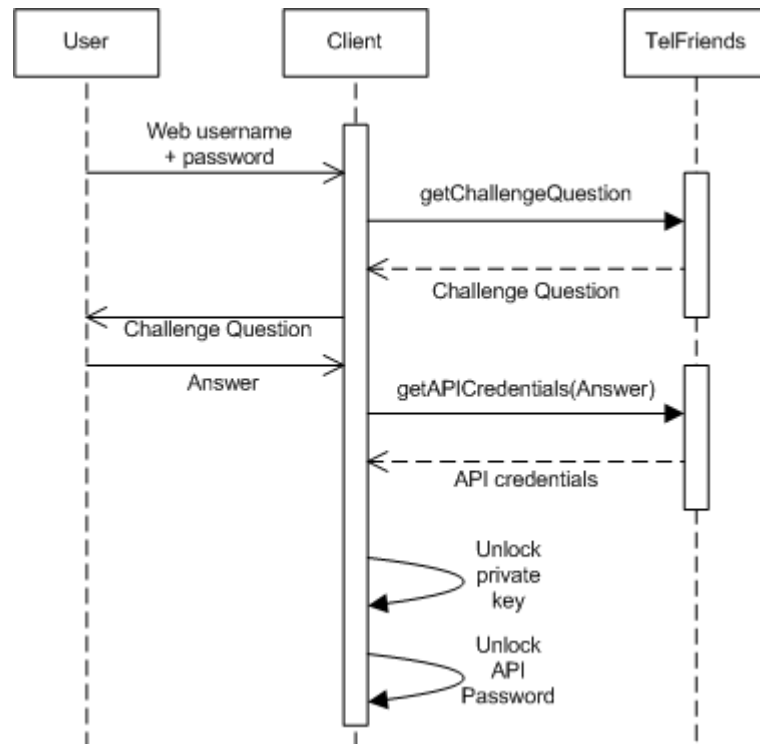 User
Client
TelFriends
Web username
+ password
getChallengeQuestion
Challenge Question
Challenge Question
Answer
getAPICredentials(Answer)
API credentials
Unlock
private
key
Unlock
API
Password